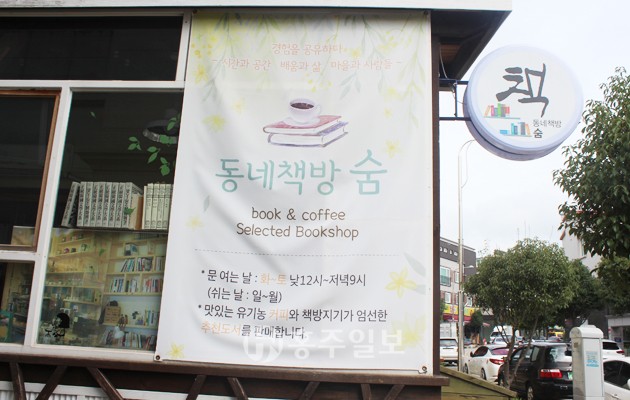 경험을 공유하며
시간과 공간·배움과 삶·마을과 사람을~
동네책방 숨
book & coffee
Selected Bookshop
* 문 여는 날 : 화~토 낮12시~저녁9시
(쉬는 날 : 일~월)
* 맛있는 유기농 커피와 책방지기가 엄선한
추천도서를 판매합니다
책
동네책방
숨